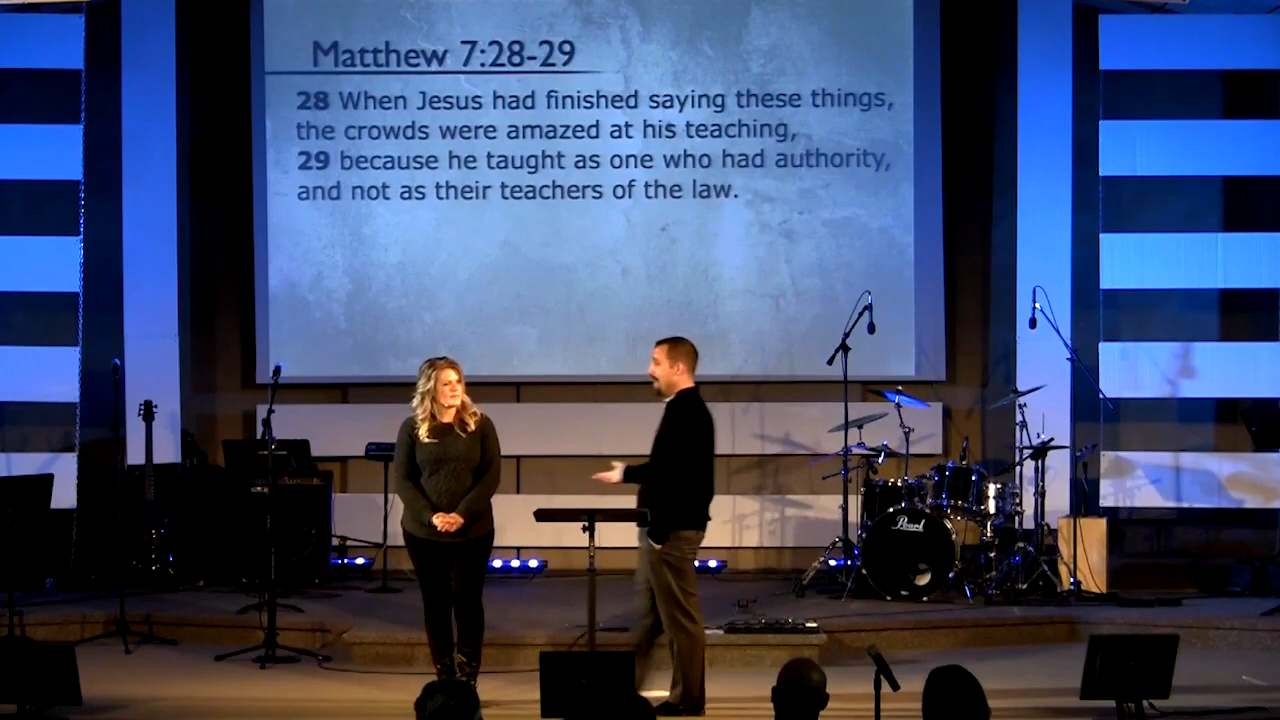 Matthew 7:28-29
28 When Jesus had finished saying these things,
the crowds were amazed at his teaching,
29 because he taught as one who had authority,
and not as their teachers of the law.
Pearl